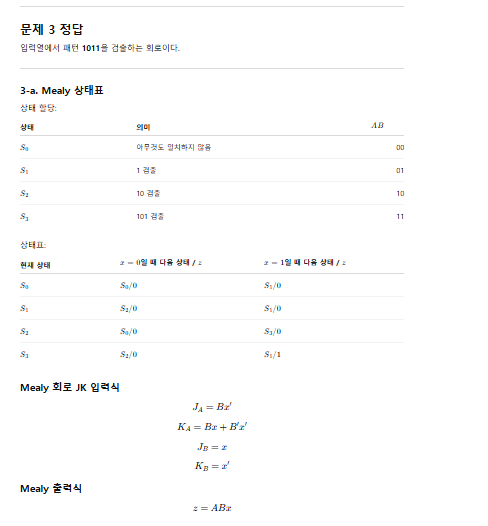 문제 3 정답
입력열에서 패턴 1011을 검출하는 회로이다.
3-a. Mealy 상태표
상태 할당:
상태 의미 AB
S₀ 아무것도 일치하지 않음 00
S₁ 1 검출 01
S₂ 10 검출 10
S₃ 101 검출 11
상태표:
현재 상태 x = 0일 때 다음 상태 / z x = 1일 때 다음 상태 / z
S₀ S₀/0 S₁/0
S₁ S₂/0 S₁/0
S₂ S₀/0 S₃/0
S₃ S₂/0 S₁/1
Mealy 회로 JK 입력식
J_A = Bx′
K_A = Bx + B′x′
J_B = x
K_B = x′
Mealy 출력식
z = ABx